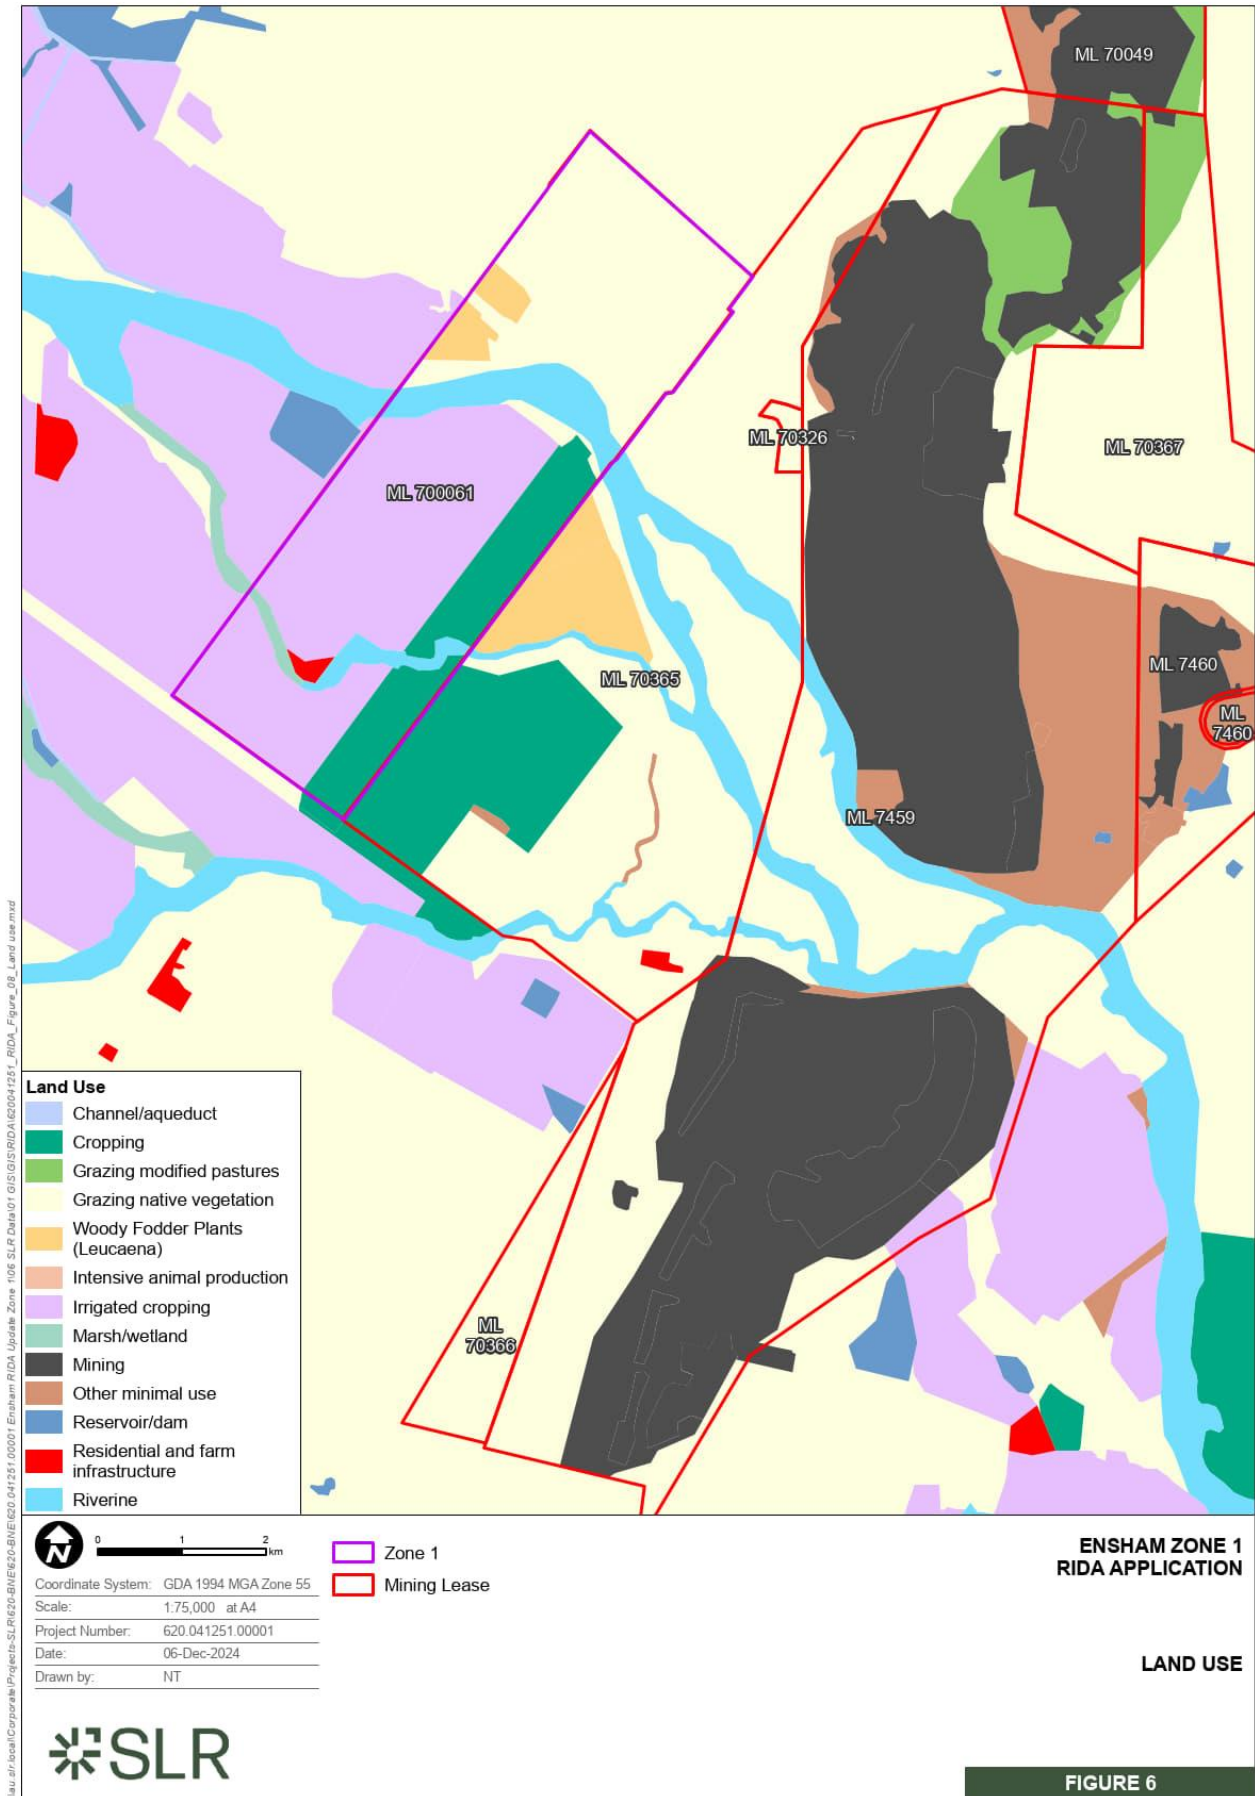 ML 70049
ML 70326
ML 70367
ML 700061
ML 70365
ML 7460
ML
7460
ML 7459
ML
70366
Land Use
Channel/aqueduct
Cropping
Grazing modified pastures
Grazing native vegetation
Woody Fodder Plants
(Leucaena)
Intensive animal production
Irrigated cropping
Marsh/wetland
Mining
Other minimal use
Reservoir/dam
Residential and farm
infrastructure
Riverine
N
0 1 2
km
Coordinate System: GDA 1994 MGA Zone 55
Scale: 1:75,000 at A4
Project Number: 620.041251.00001
Date: 06-Dec-2024
Drawn by: NT
Zone 1
Mining Lease
ENSHAM ZONE 1
RIDA APPLICATION
LAND USE
SLR
FIGURE 6